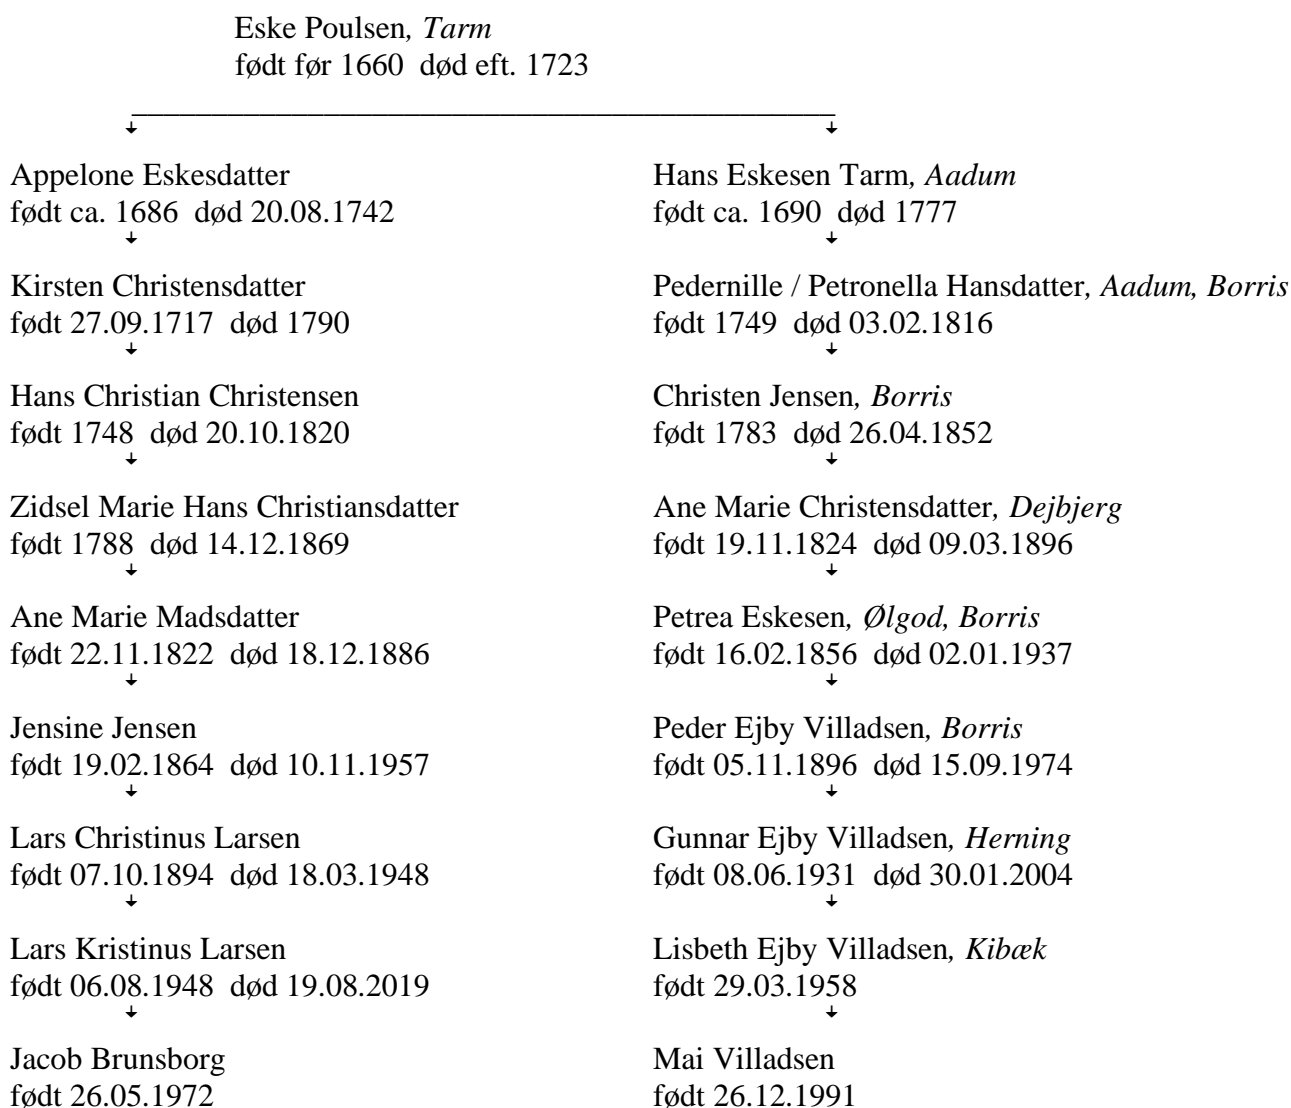 Eske Poulsen, Tarm
født før 1660  død eft. 1723
Appelone Eskesdatter
født ca. 1686  død 20.08.1742
Hans Eskesen Tarm, Aadum
født ca. 1690  død 1777
Kirsten Christensdatter
født 27.09.1717  død 1790
Pedernille / Petronella Hansdatter, Aadum, Borris
født 1749  død 03.02.1816
Hans Christian Christensen
født 1748  død 20.10.1820
Christen Jensen, Borris
født 1783  død 26.04.1852
Zidsel Marie Hans Christiansdatter
født 1788  død 14.12.1869
Ane Marie Christensdatter, Dejbjerg
født 19.11.1824  død 09.03.1896
Ane Marie Madsdatter
født 22.11.1822  død 18.12.1886
Petrea Eskesen, Ølgod, Borris
født 16.02.1856  død 02.01.1937
Jensine Jensen
født 19.02.1864  død 10.11.1957
Peder Ejby Villadsen, Borris
født 05.11.1896  død 15.09.1974
Lars Christinus Larsen
født 07.10.1894  død 18.03.1948
Gunnar Ejby Villadsen, Herning
født 08.06.1931  død 30.01.2004
Lars Kristinus Larsen
født 06.08.1948  død 19.08.2019
Lisbeth Ejby Villadsen, Kibæk
født 29.03.1958
Jacob Brunsborg
født 26.05.1972
Mai Villadsen
født 26.12.1991